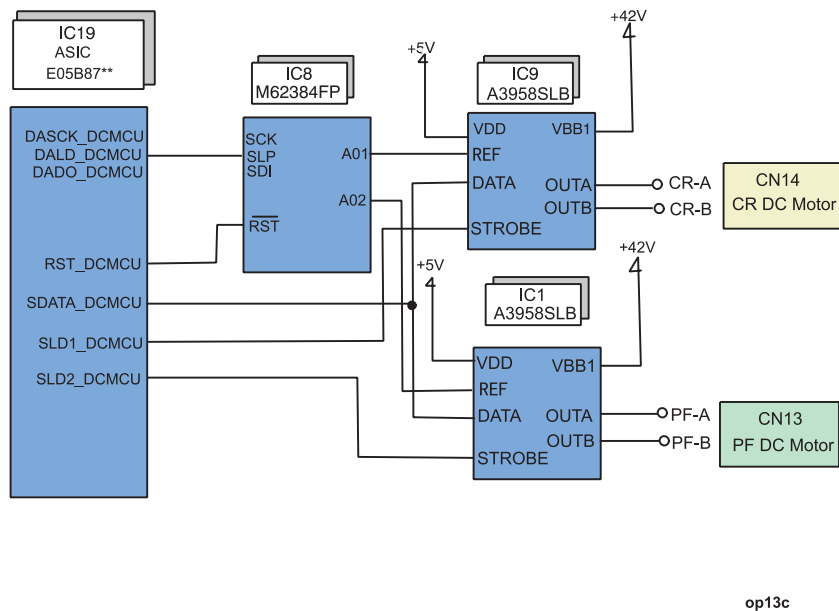 IC19
ASIC
E05B87**
DASCK_DCMCU
DALD_DCMCU
DADO_DCMCU
RST_DCMCU
SDATA_DCMCU
SLD1_DCMCU
SLD2_DCMCU
IC8
M62384FP
SCK
SLP
SDI
RST
A01
A02
+5V
+42V
IC9
A3958SLB
VDD
VBB1
REF
DATA
OUTA
OUTB
STROBE
CR-A
CR-B
CN14
CR DC Motor
+5V
+42V
IC1
A3958SLB
VDD
VBB1
REF
DATA
OUTA
OUTB
STROBE
PF-A
PF-B
CN13
PF DC Motor
op13c